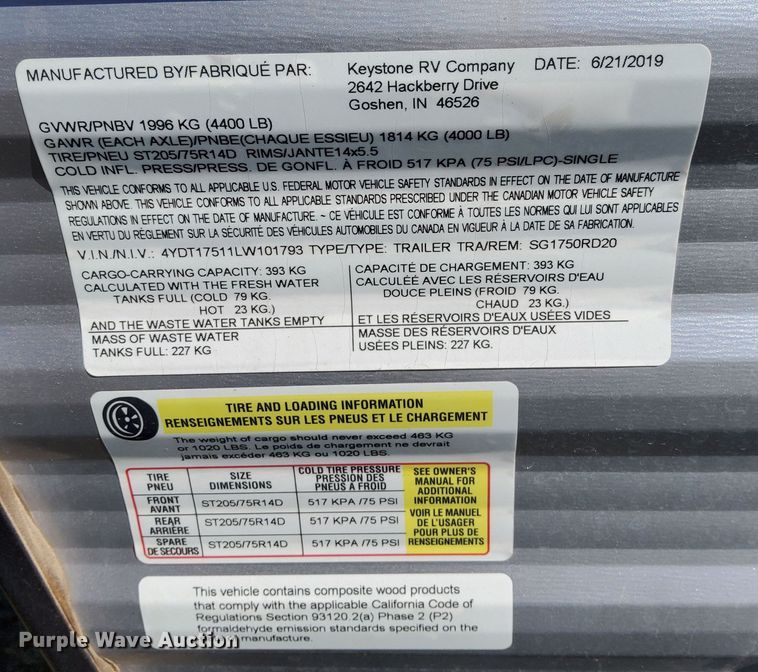 MANUFACTURED BY/FABRIQUÉ PAR: Keystone RV Company DATE: 6/21/2019
2642 Hackberry Drive
Goshen, IN 46526
GVWR/PNBV 1996 KG (4400 LB)
GAWR (EACH AXLE)/PNBE(CHAQUE ESSIEU) 1814 KG (4000 LB)
TIRE/PNEU ST205/75R14D RIMS/JANTE14x5.5
COLD INFL. PRESS/PRESS. DE GONFL. À FROID 517 KPA (75 PSI/LPC)-SINGLE
THIS VEHICLE CONFORMS TO ALL APPLICABLE U.S. FEDERAL MOTOR VEHICLE SAFETY STANDARDS IN EFFECT ON THE DATE OF MANUFACTURE
SHOWN ABOVE. THIS VEHICLE CONFORMS TO ALL APPLICABLE STANDARDS PRESCRIBED UNDER THE CANADIAN MOTOR VEHICLE SAFETY
REGULATIONS IN EFFECT ON THE DATE OF MANUFACTURE. ~ CE VÉHICULE EST CONFORME À TOUTES LES NORMES QUI LUI SONT APPLICABLES
EN VERTU DU RÉGLEMENT SUR LA SÉCURITÉ DES VÉHICULES AUTOMOBILES DU CANADA EN VIGUEUR À LA DATE DE SA FABRICATION.
V.I.N./N.I.V.: 4YDT17511LW101793 TYPE/TYPE: TRAILER TRA/REM: SG1750RD20
CARGO-CARRYING CAPACITY: 393 KG
CALCULATED WITH THE FRESH WATER
TANKS FULL (COLD 79 KG.
HOT 23 KG.)
AND THE WASTE WATER TANKS EMPTY
MASS OF WASTE WATER
TANKS FULL: 227 KG
CAPACITÉ DE CHARGEMENT: 393 KG
CALCULÉE AVEC LES RÉSERVOIRS D'EAU
DOUCE PLEINS (FROID 79 KG.
CHAUD 23 KG.)
ET LES RÉSERVOIRS D'EAUX USÉES VIDES
MASSE DES RÉSERVOIRS D'EAUX
USÉES PLEINS: 227 KG.
TIRE AND LOADING INFORMATION
RENSEIGNEMENTS SUR LES PNEUS ET LE CHARGEMENT
The weight of cargo should never exceed 463 KG
or 1020 LBS. Le poids de chargement ne devrait
jamais excéder 463 KG ou 1020 LBS.
TIRE PNEU SIZE DIMENSIONS COLD TIRE PRESSURE PRESSION DES PNEUS A FROID
FRONT AVANT ST205/75R14D 517 KPA /75 PSI
REAR ARRIÈRE ST205/75R14D 517 KPA /75 PSI
SPARE DE SECOURS ST205/75R14D 517 KPA /75 PSI
SEE OWNER'S
MANUAL FOR
ADDITIONAL
INFORMATION
VOIR LE MANUEL
DE L'USAGER
POUR PLUS DE
RENSEIGNEMENTS
This vehicle contains composite wood products
that comply with the applicable California Code of
Regulations Section 93120.2(a) Phase 2 (P2)
formaldehyde emission standards specified on the
manufacture.
Purple Wave Auction